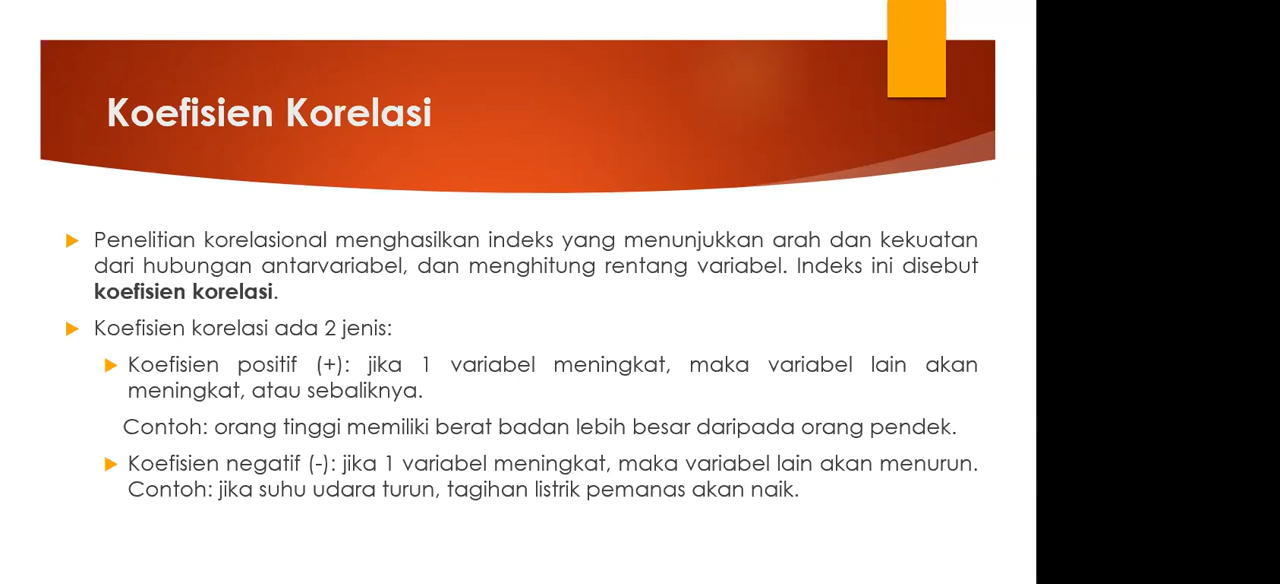 Koefisien Korelasi
Penelitian korelasional menghasilkan indeks yang menunjukkan arah dan kekuatan
dari hubungan antarvariabel, dan menghitung rentang variabel. Indeks ini disebut
koefisien korelasi.
Koefisien korelasi ada 2 jenis:
Koefisien positif (+): jika 1 variabel meningkat, maka variabel lain akan
meningkat, atau sebaliknya.
Contoh: orang tinggi memiliki berat badan lebih besar daripada orang pendek.
Koefisien negatif (-): jika 1 variabel meningkat, maka variabel lain akan menurun.
Contoh: jika suhu udara turun, tagihan listrik pemanas akan naik.